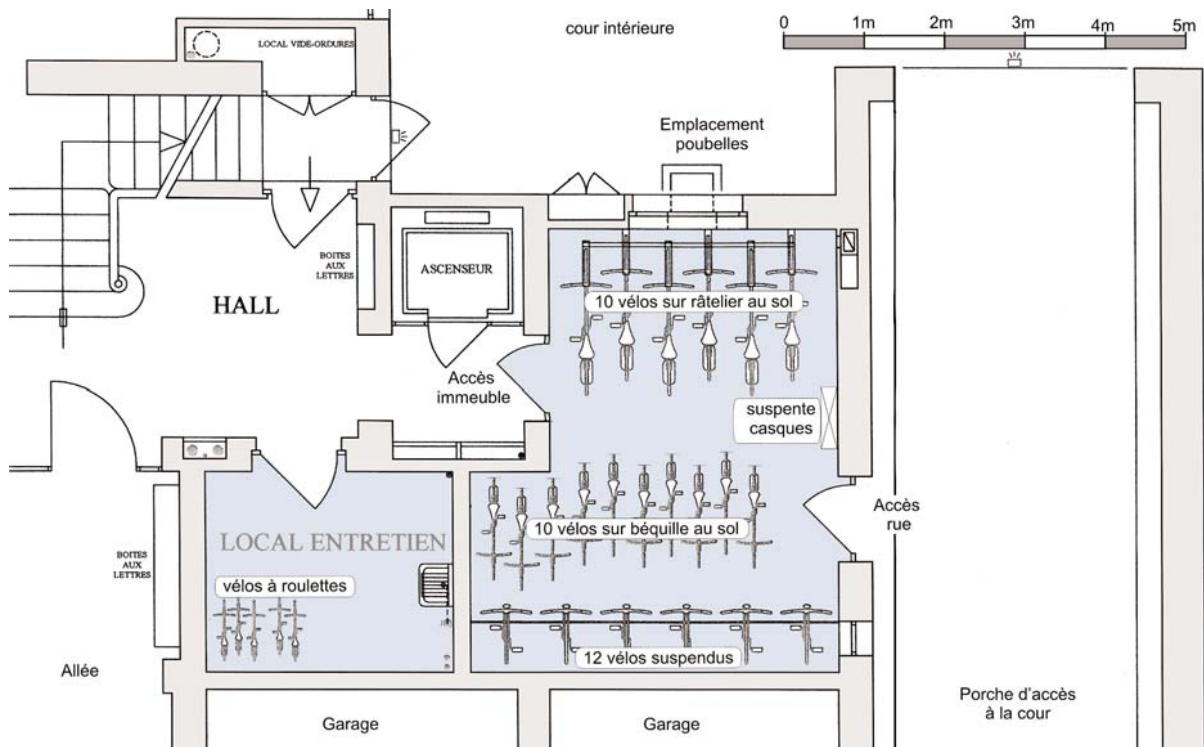 cour intérieure
0 1m 2m 3m 4m 5m
LOCAL VIDE-ORDURES
Emplacement
poubelles
BOITES
AUX
LETTRES
ASCENSEUR
HALL
10 vélos sur râtelier au sol
Accès
immeuble
suspente
casques
Accès
rue
10 vélos sur béquille au sol
LOCAL ENTRETIEN
BOITES
AUX
LETTRES
vélos à roulettes
12 vélos suspendus
Allée
Garage
Garage
Porche d'accès
à la cour